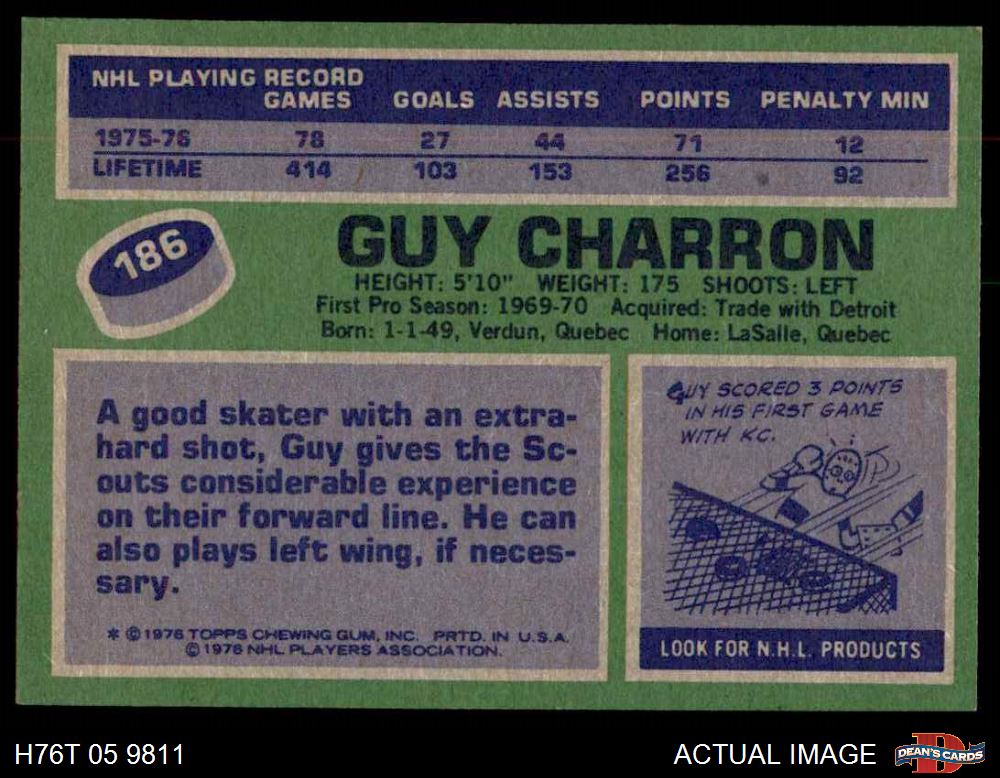 NHL PLAYING RECORD
GAMES GOALS ASSISTS POINTS PENALTY MIN
1975-76 78 27 44 71 12
LIFETIME 414 103 153 256 92
186
GUY CHARRON
HEIGHT: 5'10" WEIGHT: 175 SHOOTS: LEFT
First Pro Season: 1969-70 Acquired: Trade with Detroit
Born: 1-1-49, Verdun, Quebec Home: LaSalle, Quebec
A good skater with an extra-
hard shot, Guy gives the Sc-
outs considerable experience
on their forward line. He can
also plays left wing, if neces-
sary.
* ©1976 TOPPS CHEWING GUM, INC. PRTD. IN U.S.A.
©1976 NHL PLAYERS ASSOCIATION.
GUY SCORED 3 POINTS
IN HIS FIRST GAME
WITH KC.
LOOK FOR N.H.L. PRODUCTS
H76T 05 9811
ACTUAL IMAGE
DEAN'S CARDS